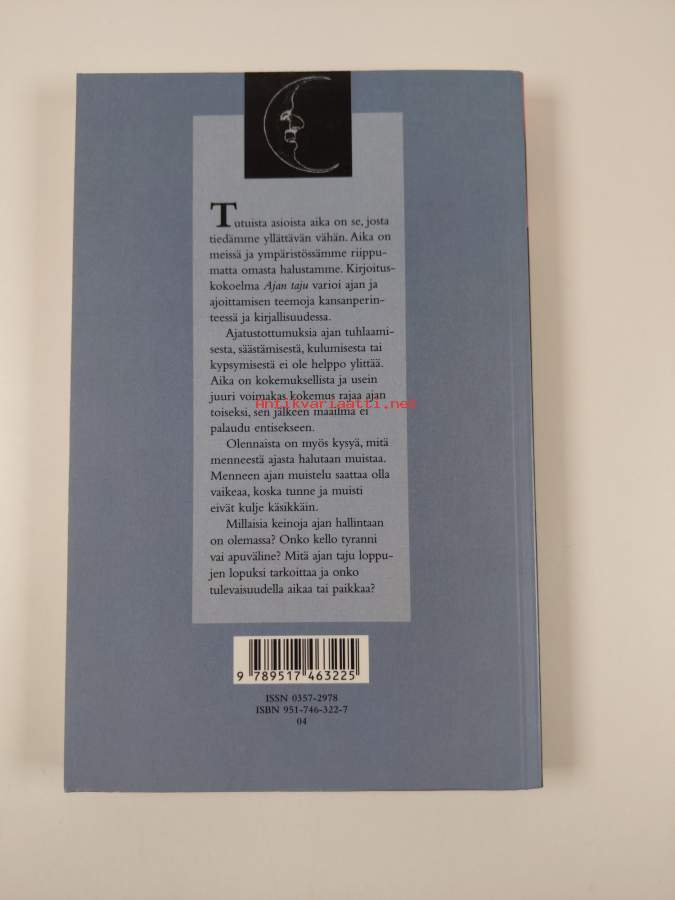 Tutuista asioista aika on se, josta
tiedämme yllättävän vähän. Aika on
meissä ja ympäristössämme riippu-
matta omasta halustamme. Kirjoitus-
kokoelma Ajan taju varioi ajan ja
ajoittamisen teemoja kansanperin-
teessä ja kirjallisuudessa.
Ajatustottumuksia ajan tuhlaami-
sesta, säästämisestä, kulumisesta tai
kypsymisestä ei ole helppo ylittää.
Aika on kokemuksellista ja usein
juuri voimakas kokemus rajaa ajan
Antikvariaatti.net
toiseksi, sen jälkeen maailma ei
palaudu entisekseen.
Olennaista on myös kysyä, mitä
menneestä ajasta halutaan muistaa.
Menneen ajan muistelu saattaa olla
vaikeaa, koska tunne ja muisti
eivät kulje käsikkäin.
Millaisia keinoja ajan hallintaan
on olemassa? Onko kello tyranni
vai apuväline? Mitä ajan taju loppu-
jen lopuksi tarkoittaa ja onko
tulevaisuudella aikaa tai paikkaa?
9 789517 463225
ISSN 0357-2978
ISBN 951-746-322-7
04